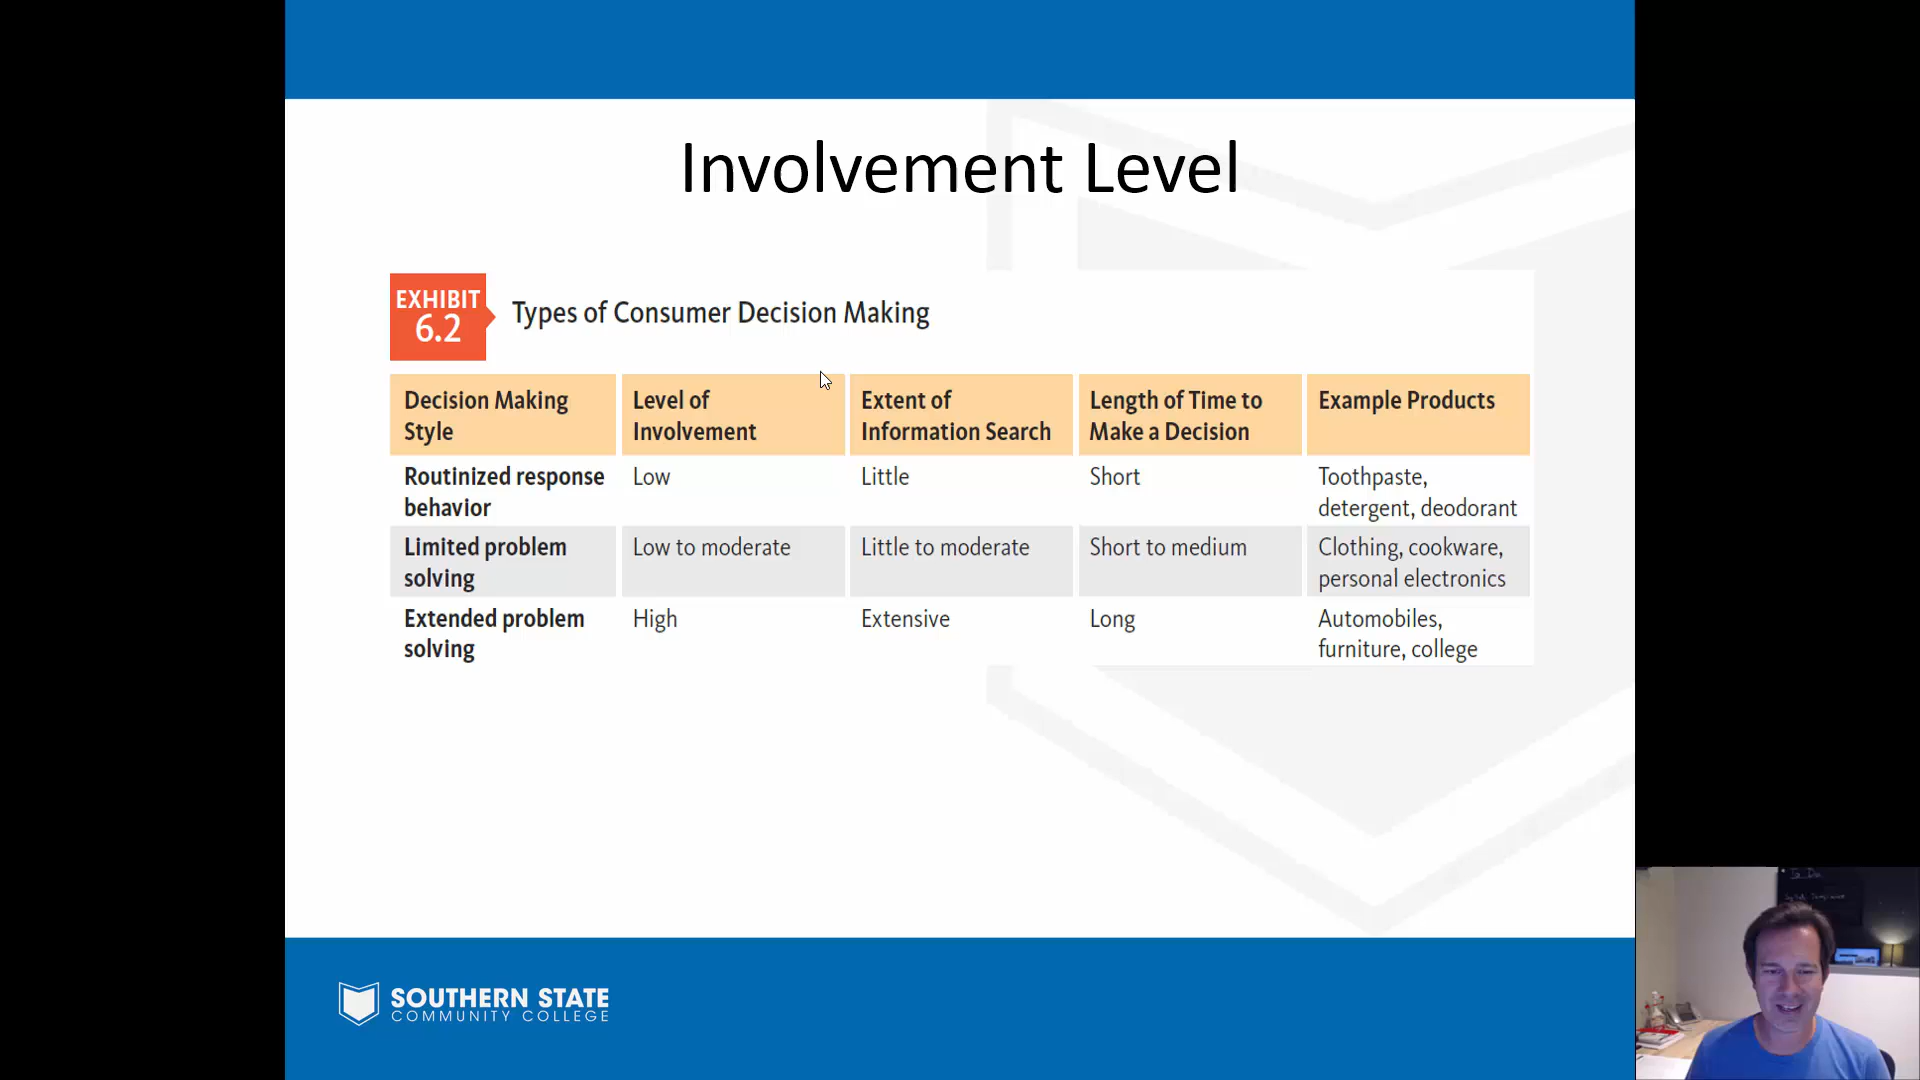 Involvement Level
EXHIBIT
6.2
Types of Consumer Decision Making
Decision Making
Style
Level of
Involvement
Extent of
Information Search
Length of Time to
Make a Decision
Example Products
Routinized response
behavior
Low
Little
Short
Toothpaste,
detergent, deodorant
Limited problem
solving
Low to moderate
Little to moderate
Short to medium
Clothing, cookware,
personal electronics
Extended problem
solving
High
Extensive
Long
Automobiles,
furniture, college
SOUTHERN STATE
COMMUNITY COLLEGE
To Do